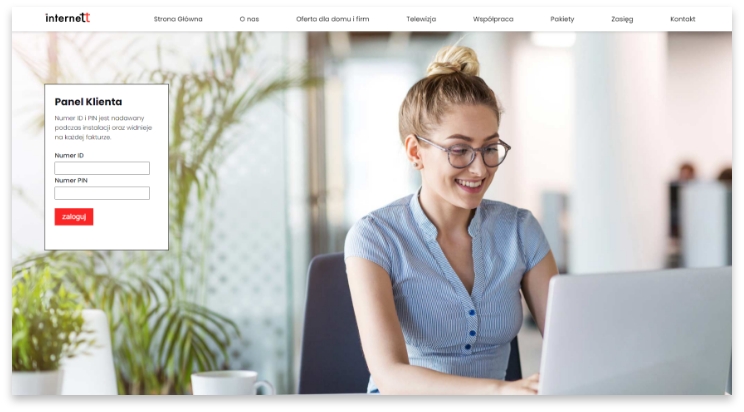 internett
Strona Główna O nas Oferta dla domu i firm Telewizja Współpraca Pakiety Zasięg Kontakt
Panel Klienta
Numer ID i PIN jest nadawany
podczas instalacji oraz widnieje
na każdej fakturze.
Numer ID
Numer PIN
zaloguj